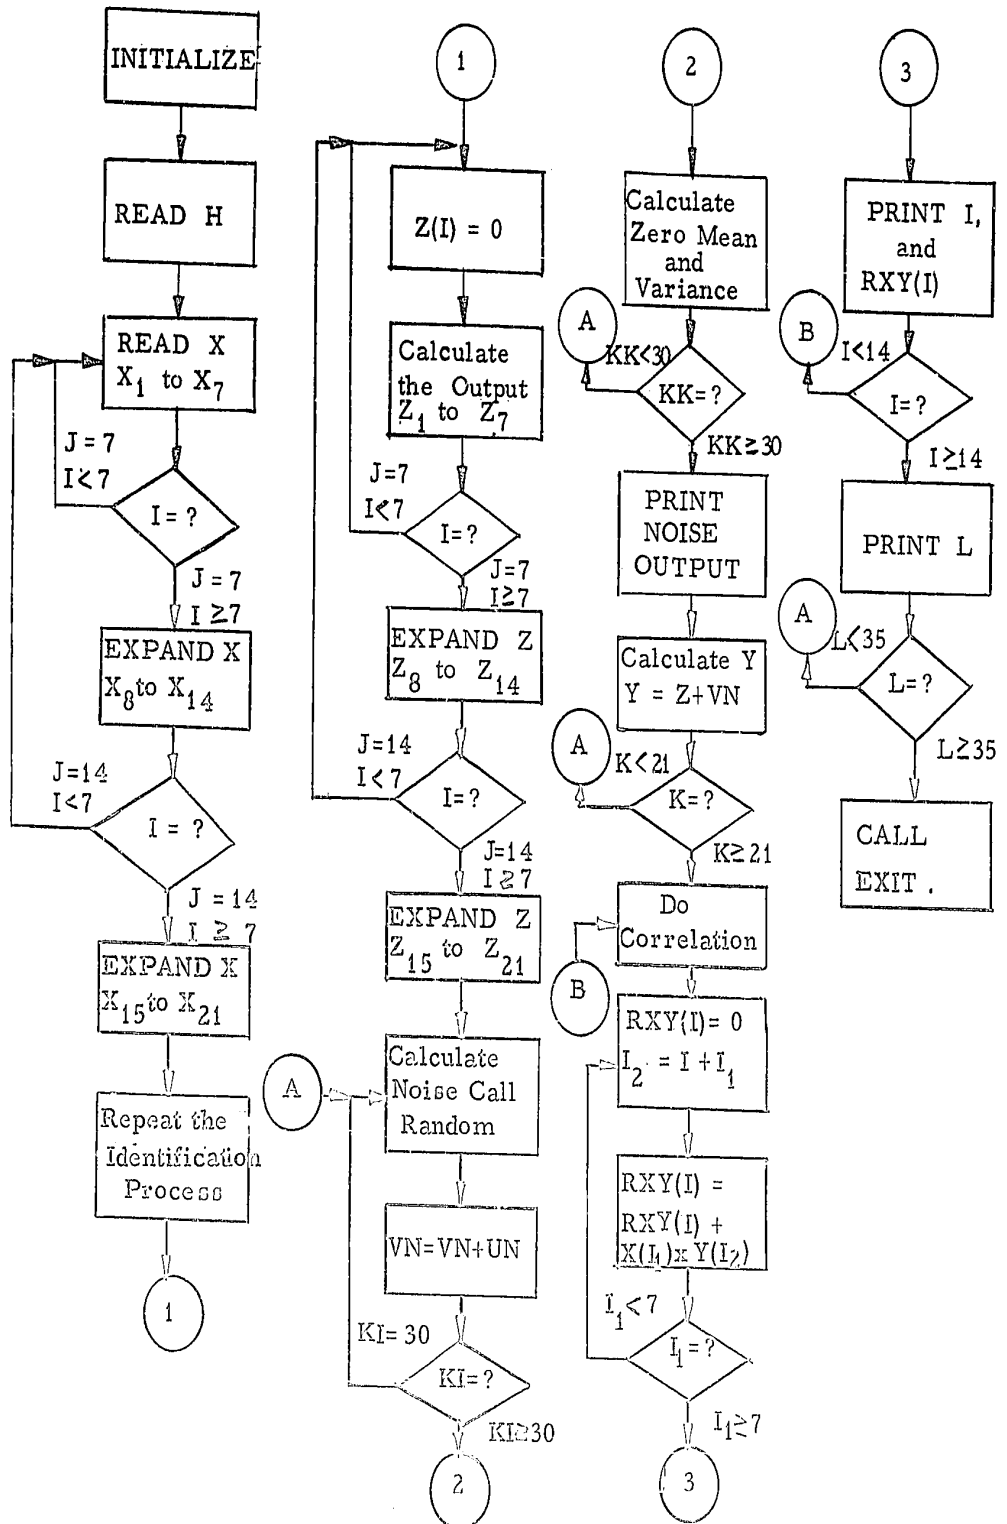 INITIALIZE
READ H
READ X
X1 to X7
J = 7
I < 7
I = ?
J = 7
I ≥ 7
EXPAND X
X8 to X14
J=14
I<7
I = ?
J = 14
I ≥ 7
EXPAND X
X15 to X21
Repeat the
Identification
Process
1
1
Z(I) = 0
Calculate
the Output
Z1 to Z7
J=7
I<7
I=?
J=7
I≥7
EXPAND Z
Z8 to Z14
J=14
I<7
I=?
J=14
I≥7
EXPAND Z
Z15 to Z21
A
Calculate
Noise Call
Random
VN=VN+UN
KI=30
KI=?
KI≥30
2
2
Calculate
Zero Mean
and
Variance
A
KK<30
KK=?
KK≥30
PRINT
NOISE
OUTPUT
Calculate Y
Y = Z+VN
A
K<21
K=?
K≥21
Do
Correlation
B
RXY(I)= 0
I2 = I + I1
RXY(I) =
RXY(I) +
X(I1)x Y(I2)
I1 < 7
I1=?
I1≥7
3
3
PRINT I,
and
RXY(I)
B
I<14
I=?
I≥14
PRINT L
A
L<35
L=?
L≥35
CALL
EXIT .